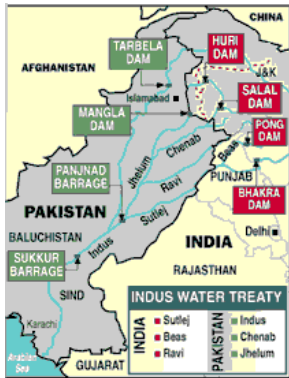 CHINA
AFGHANISTAN
TARBELA
DAM
HURI
DAM
J&K
Islamabad
SALAL
DAM
MANGLA
DAM
PONG
DAM
Jhelum
Chenab
Beas
PANJNAD
BARRAGE
Ravi
PUNJAB
BHAKRA
DAM
Sutlej
PAKISTAN
Indus
Delhi
INDIA
BALUCHISTAN
SUKKUR
BARRAGE
RAJASTHAN
SIND
Karachi
Arabian
Sea
GUJARAT
INDUS WATER TREATY
INDIA
Sutlej
Beas
Ravi
PAKISTAN
Indus
Chenab
Jhelum